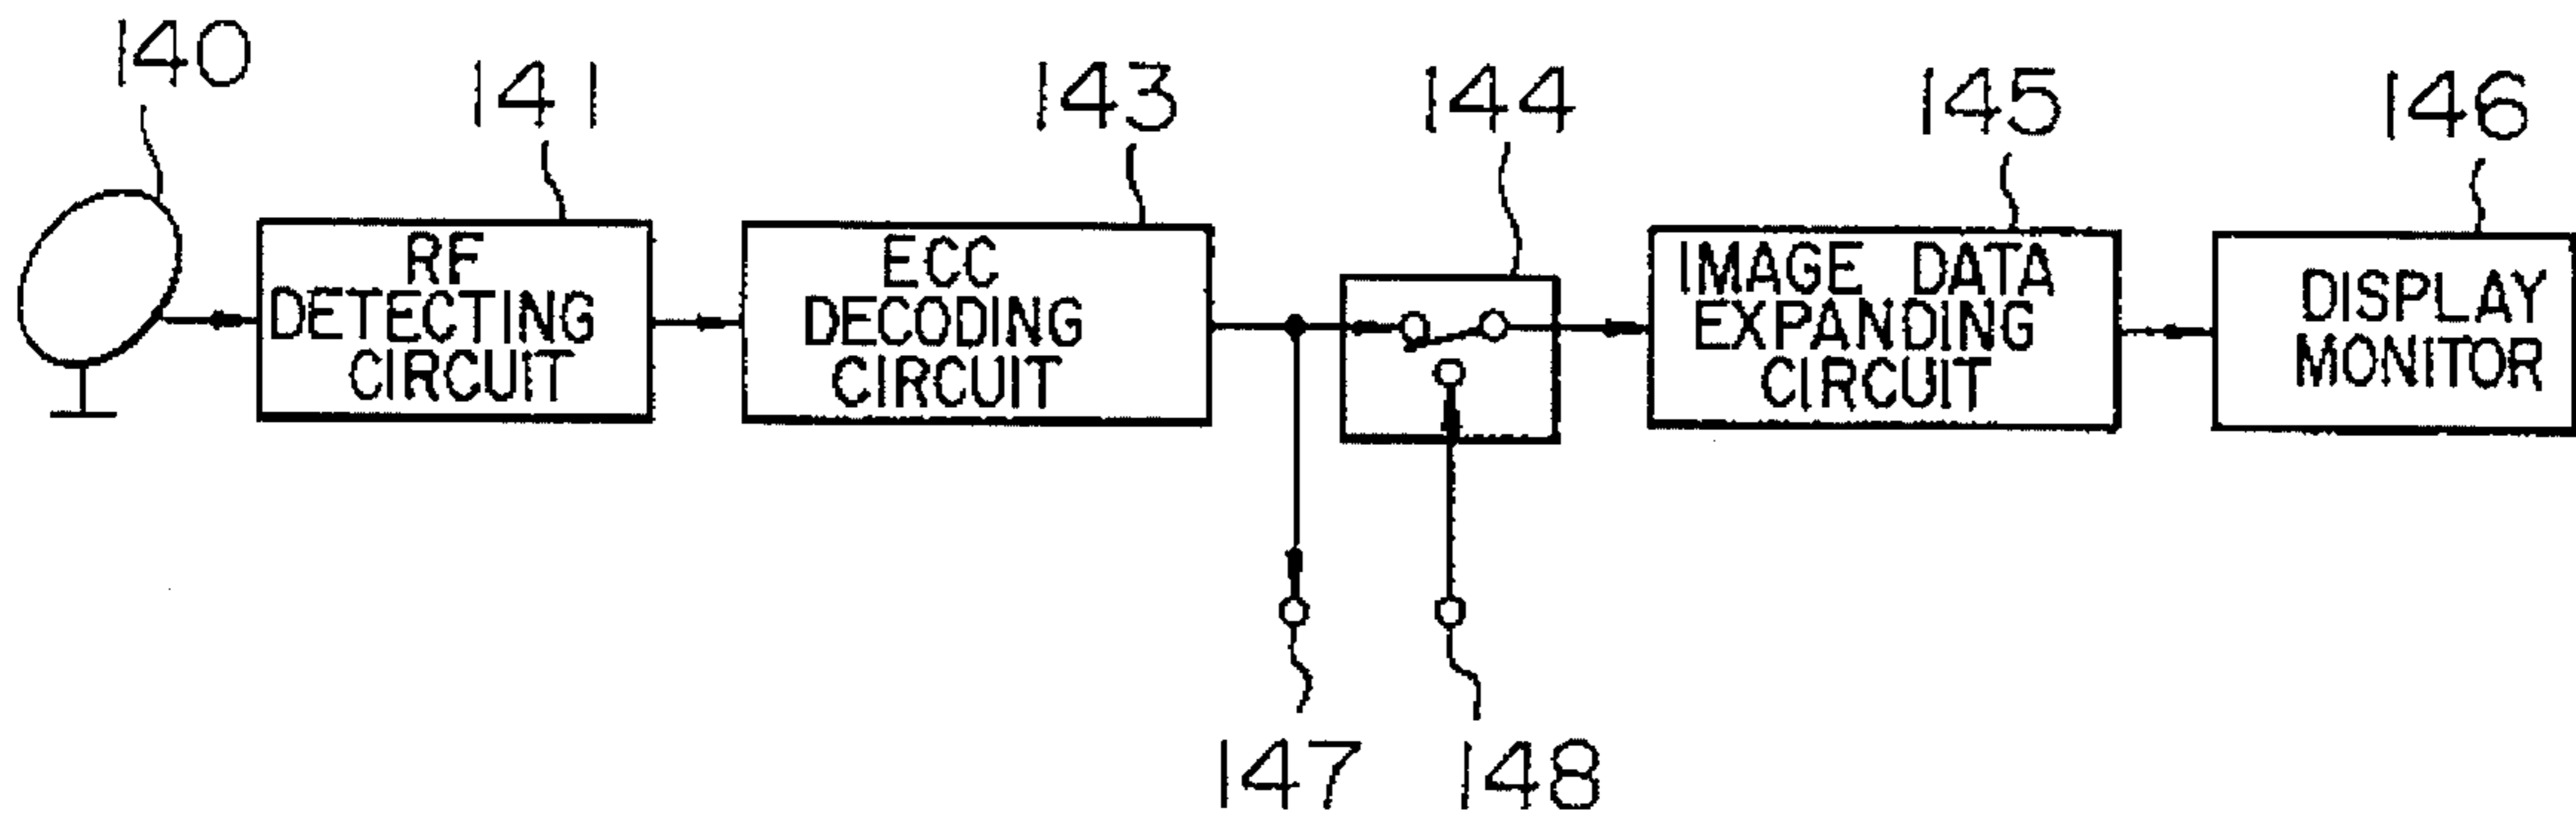 140
141
143
144
145
146
RF
DETECTING
CIRCUIT
ECC
DECODING
CIRCUIT
IMAGE DATA
EXPANDING
CIRCUIT
DISPLAY
MONITOR
147
148